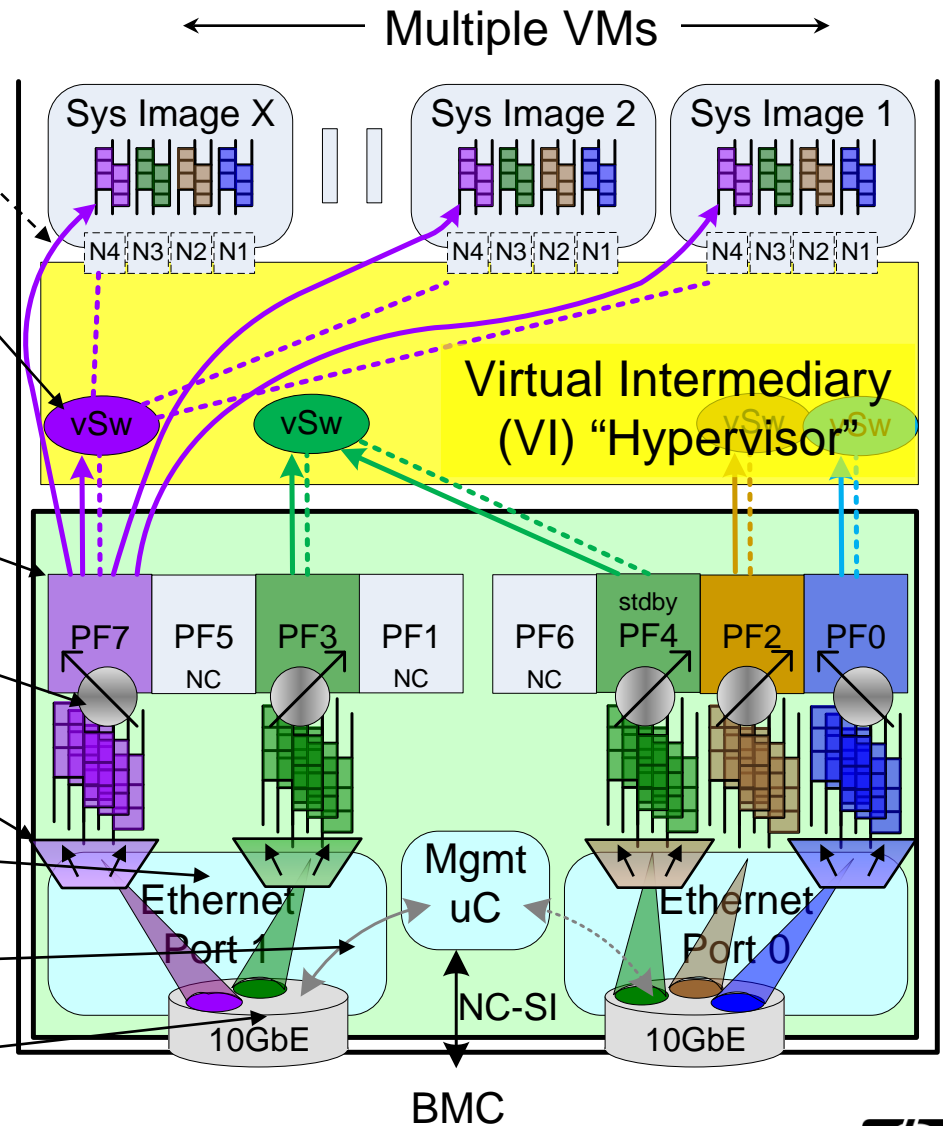 Multiple VMs
Sys Image X
Sys Image 2
Sys Image 1
N4 N3 N2 N1
N4 N3 N2 N1
N4 N3 N2 N1
Virtual Intermediary
(VI) “Hypervisor”
vSw
vSw
vSw
vSw
PF7
PF5
NC
PF3
PF1
NC
PF6
NC
stdby
PF4
PF2
PF0
Mgmt
uC
Ethernet
Port 1
Ethernet
Port 0
NC-SI
10GbE
10GbE
BMC